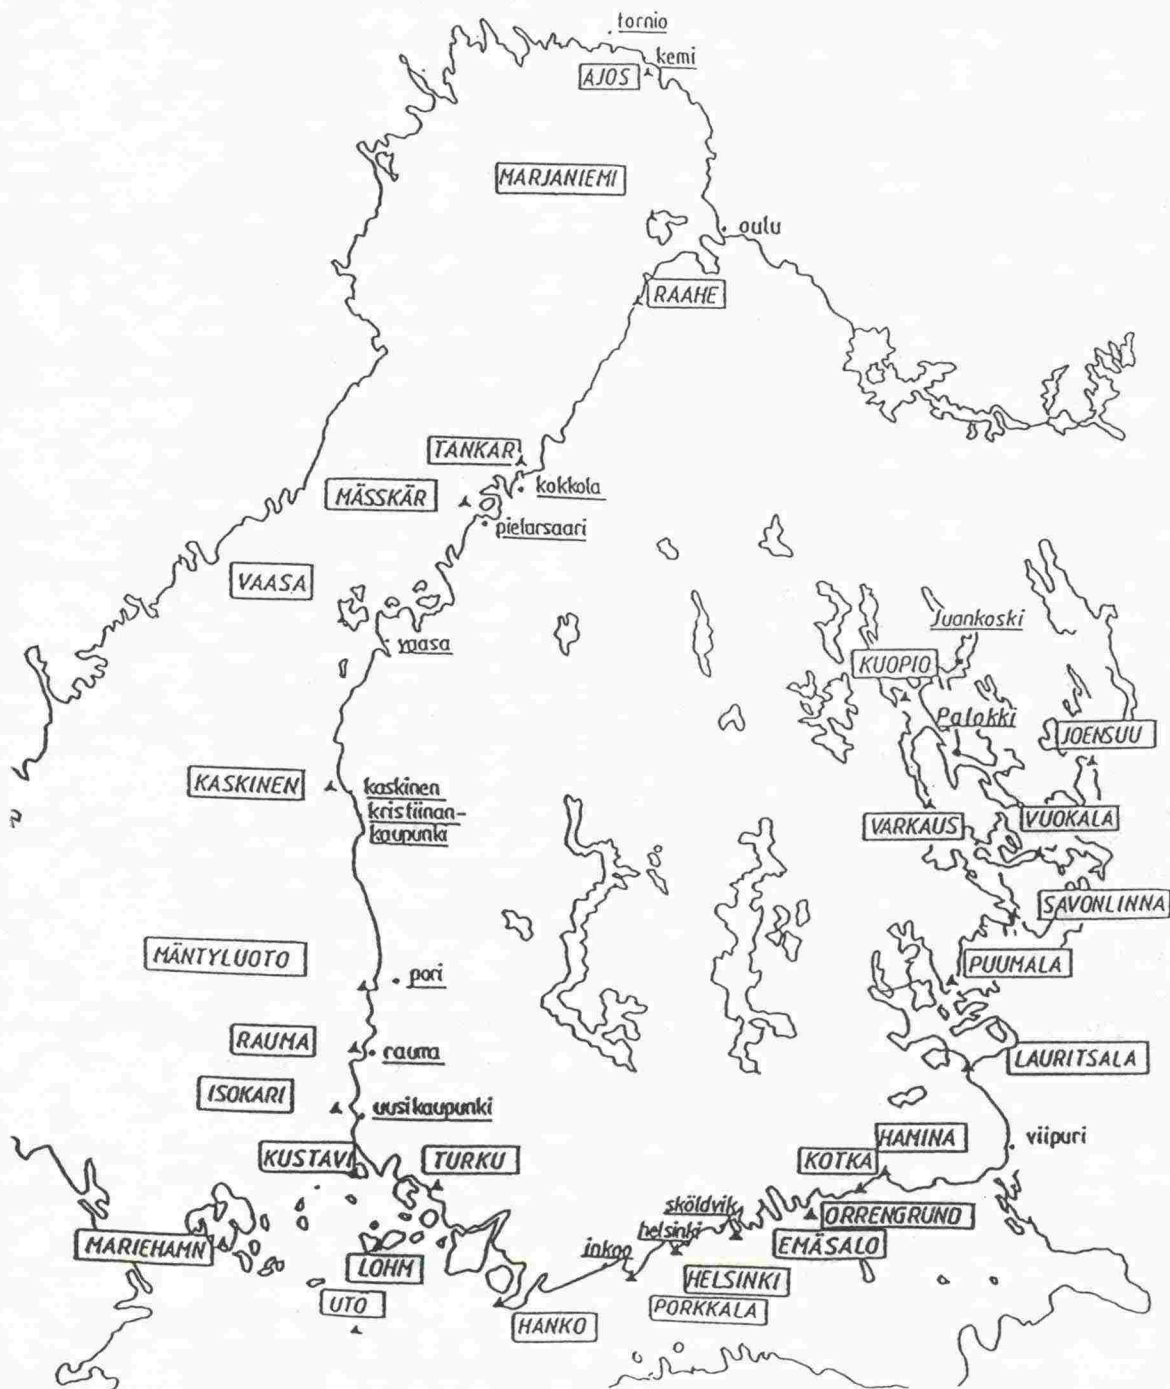 tornio
kemi
AJOS
MARJANIEMI
oulu
RAAHE
TANKAR
kokkola
MÄSSKÄR
pietarsaari
VAASA
vaasa
Juankoski
KUOPIO
Palokki
JOENSUU
KASKINEN
kaskinen
kristiinan-
kaupunki
VARKAUS
VUOKALA
SAVONLINNA
MÄNTYLUOTO
pori
PUUMALA
RAUMA
rauma
LAURITSALA
ISOKARI
uusikaupunki
HAMINA
viipuri
KUSTAVI
TURKU
KOTKA
sköldvik
ORRENGRUND
MARIEHAMN
helsinki
EMÄSALO
LOHM
inkoo
HELSINKI
UTÖ
PORKKALA
HANKO